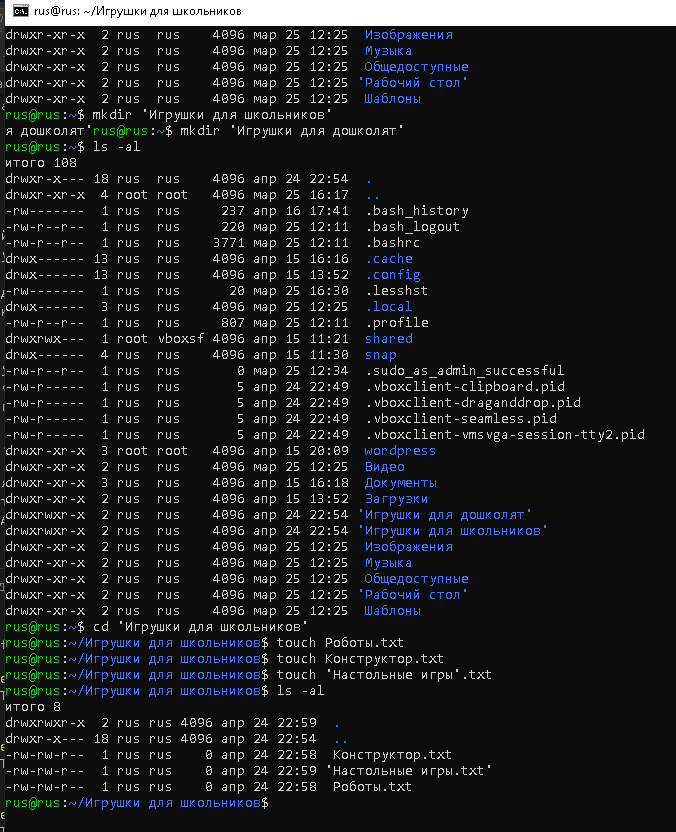 rus@rus: ~/Игрушки для школьников
drwxr-xr-x 2 rus rus 4096 мар 25 12:25 Изображения
drwxr-xr-x 2 rus rus 4096 мар 25 12:25 Музыка
drwxr-xr-x 2 rus rus 4096 мар 25 12:25 Общедоступные
drwxr-xr-x 2 rus rus 4096 мар 25 12:25 'Рабочий стол'
drwxr-xr-x 2 rus rus 4096 мар 25 12:25 Шаблоны
rus@rus:~$ mkdir 'Игрушки для школьников'
я дошколят'rus@rus:~$ mkdir 'Игрушки для дошколят'
rus@rus:~$ ls -al
итого 108
drwxr-x--- 18 rus rus 4096 апр 24 22:54 .
drwxr-xr-x 4 root root 4096 мар 25 16:17 ..
-rw------- 1 rus rus 237 апр 16 17:41 .bash_history
-rw-r--r-- 1 rus rus 220 мар 25 12:11 .bash_logout
-rw-r--r-- 1 rus rus 3771 мар 25 12:11 .bashrc
drwx------ 13 rus rus 4096 апр 15 16:16 .cache
drwx------ 13 rus rus 4096 апр 15 13:52 .config
-rw------- 1 rus rus 20 мар 25 16:30 .lesshst
drwx------ 3 rus rus 4096 мар 25 12:25 .local
-rw-r--r-- 1 rus rus 807 мар 25 12:11 .profile
drwxrwx--- 1 root vboxsf 4096 апр 15 11:21 shared
drwx------ 4 rus rus 4096 апр 15 11:30 snap
-rw-r--r-- 1 rus rus 0 мар 25 12:34 .sudo_as_admin_successful
-rw-r----- 1 rus rus 5 апр 24 22:49 .vboxclient-clipboard.pid
-rw-r----- 1 rus rus 5 апр 24 22:49 .vboxclient-draganddrop.pid
-rw-r----- 1 rus rus 5 апр 24 22:49 .vboxclient-seamless.pid
-rw-r----- 1 rus rus 5 апр 24 22:49 .vboxclient-vmsvga-session-tty2.pid
drwxr-xr-x 3 root root 4096 апр 15 20:09 wordpress
drwxr-xr-x 2 rus rus 4096 мар 25 12:25 Видео
drwxr-xr-x 3 rus rus 4096 апр 15 16:18 Документы
drwxr-xr-x 2 rus rus 4096 апр 15 13:52 Загрузки
drwxrwxr-x 2 rus rus 4096 апр 24 22:54 'Игрушки для дошколят'
drwxrwxr-x 2 rus rus 4096 апр 24 22:54 'Игрушки для школьников'
drwxr-xr-x 2 rus rus 4096 мар 25 12:25 Изображения
drwxr-xr-x 2 rus rus 4096 мар 25 12:25 Музыка
drwxr-xr-x 2 rus rus 4096 мар 25 12:25 Общедоступные
drwxr-xr-x 2 rus rus 4096 мар 25 12:25 'Рабочий стол'
drwxr-xr-x 2 rus rus 4096 мар 25 12:25 Шаблоны
rus@rus:~$ cd 'Игрушки для школьников'
rus@rus:~/Игрушки для школьников$ touch Роботы.txt
rus@rus:~/Игрушки для школьников$ touch Конструктор.txt
rus@rus:~/Игрушки для школьников$ touch 'Настольные игры'.txt
rus@rus:~/Игрушки для школьников$ ls -al
итого 8
drwxrwxr-x 2 rus rus 4096 апр 24 22:59 .
drwxr-x--- 18 rus rus 4096 апр 24 22:54 ..
-rw-rw-r-- 1 rus rus 0 апр 24 22:58 Конструктор.txt
-rw-rw-r-- 1 rus rus 0 апр 24 22:59 'Настольные игры.txt'
-rw-rw-r-- 1 rus rus 0 апр 24 22:58 Роботы.txt
rus@rus:~/Игрушки для школьников$